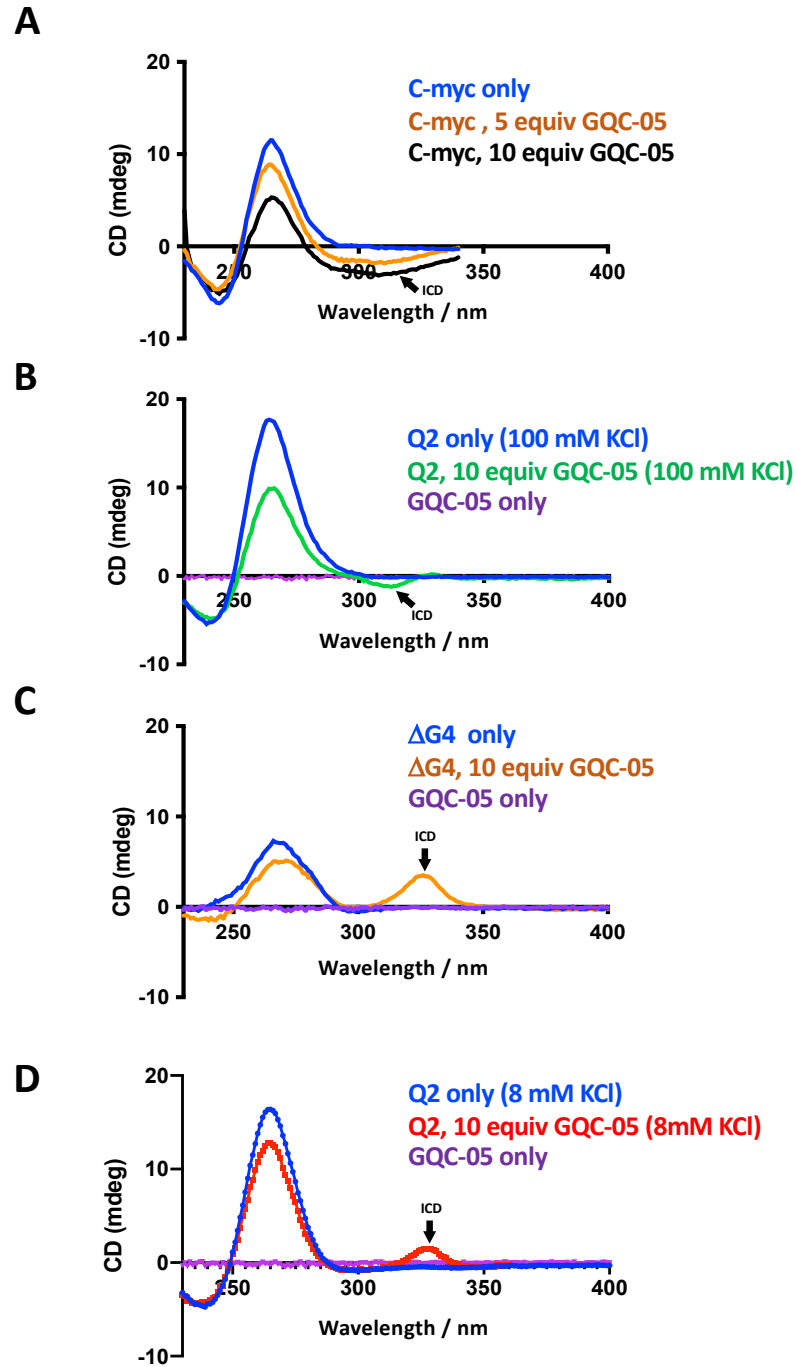 A
20
10
0
-10
CD (mdeg)
C-myc only
C-myc , 5 equiv GQC-05
C-myc, 10 equiv GQC-05
250
300
350
400
ICD
Wavelength / nm
B
20
10
0
-10
CD (mdeg)
Q2 only (100 mM KCl)
Q2, 10 equiv GQC-05 (100 mM KCl)
GQC-05 only
250
300
350
400
ICD
Wavelength / nm
C
20
10
0
-10
CD (mdeg)
ΔG4 only
ΔG4, 10 equiv GQC-05
GQC-05 only
ICD
250
300
350
400
Wavelength / nm
D
20
10
0
-10
CD (mdeg)
Q2 only (8 mM KCl)
Q2, 10 equiv GQC-05 (8mM KCl)
GQC-05 only
ICD
250
300
350
400
Wavelength / nm